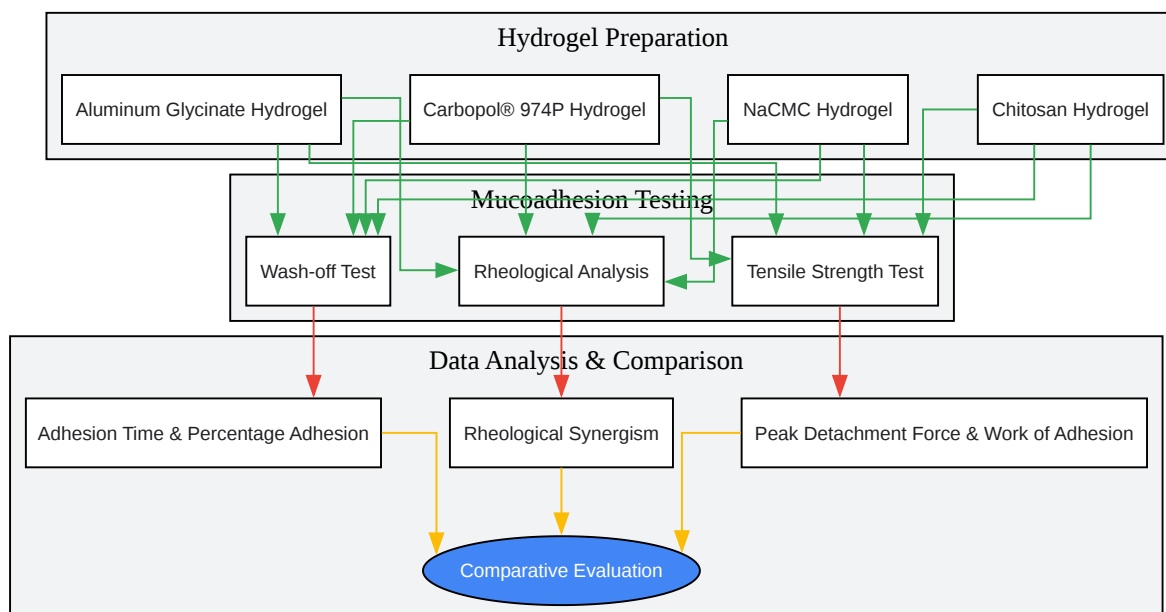 Hydrogel Preparation
Aluminum Glycinate Hydrogel
Carbopol® 974P Hydrogel
NaCMC Hydrogel
Chitosan Hydrogel
Mucoadhesion Testing
Wash-off Test
Rheological Analysis
Tensile Strength Test
Data Analysis & Comparison
Adhesion Time & Percentage Adhesion
Rheological Synergism
Peak Detachment Force & Work of Adhesion
Comparative Evaluation